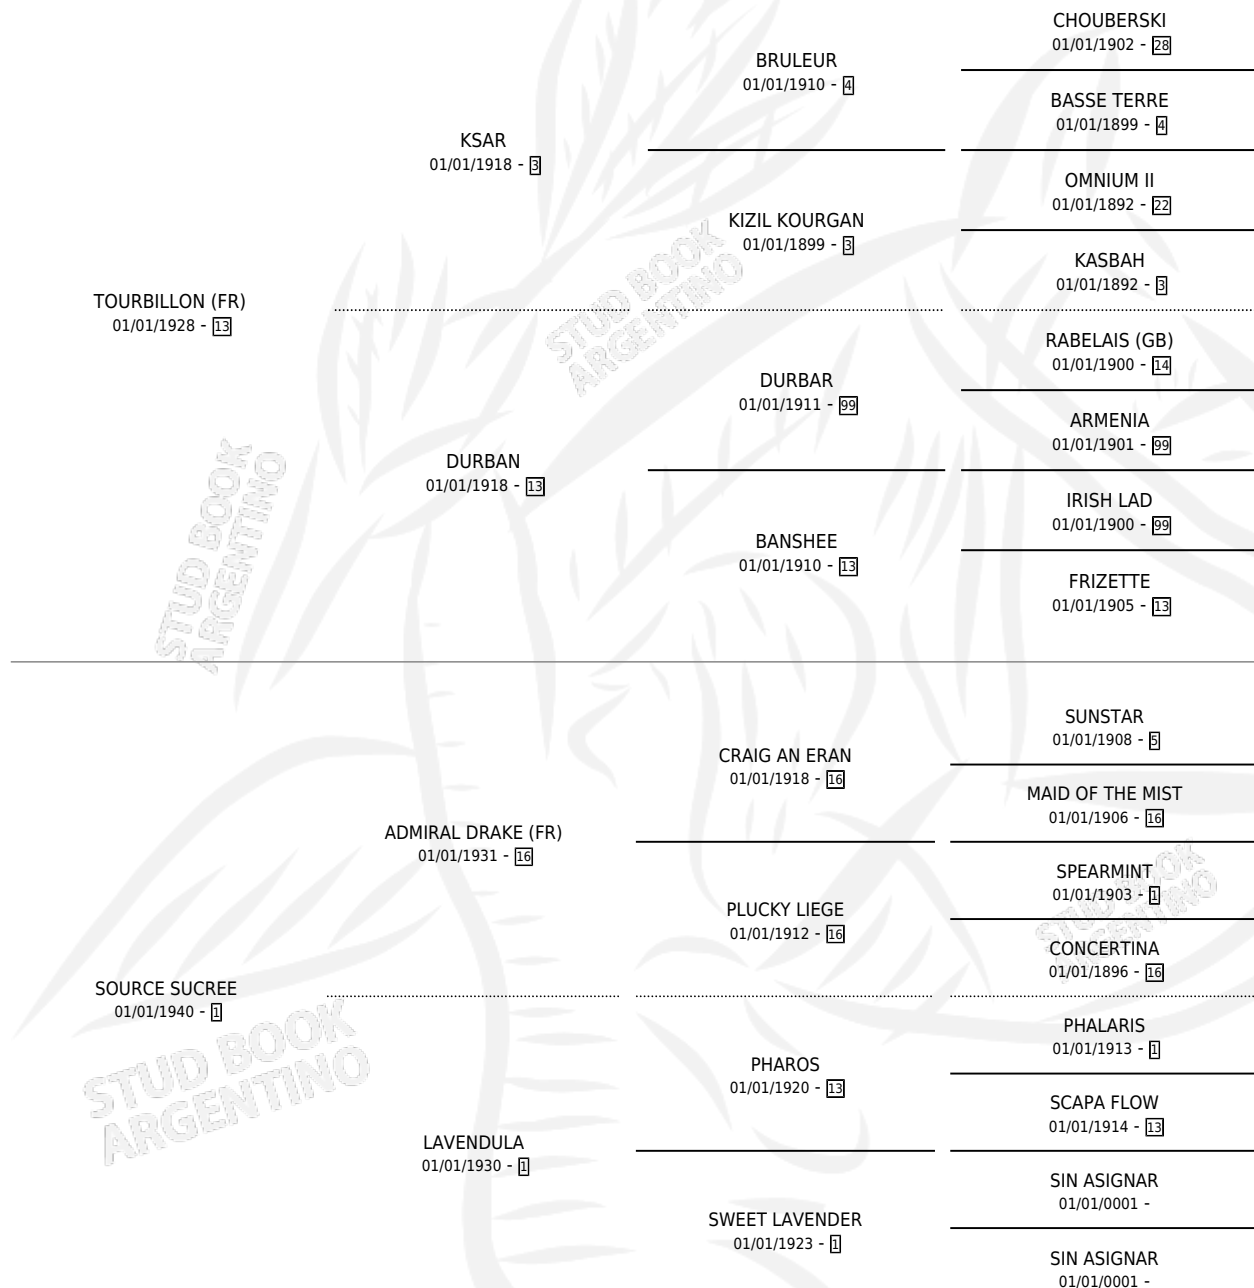 CHOUBERSKI
01/01/1902 - 28
BRULEUR
01/01/1910 - 4
BASSE TERRE
01/01/1899 - 4
KSAR
01/01/1918 - 3
OMNIUM II
01/01/1892 - 22
KIZIL KOURGAN
01/01/1899 - 3
KASBAH
01/01/1892 - 3
TOURBILLON (FR)
01/01/1928 - 13
STUD BOOK
ARGENTINO
RABELAIS (GB)
01/01/1900 - 14
DURBAR
01/01/1911 - 99
ARMENIA
01/01/1901 - 99
DURBAN
01/01/1918 - 13
IRISH LAD
01/01/1900 - 99
BANSHEE
01/01/1910 - 13
FRIZETTE
01/01/1905 - 13
STUD BOOK
ARGENTINO
SUNSTAR
01/01/1908 - 5
CRAIG AN ERAN
01/01/1918 - 16
MAID OF THE MIST
01/01/1906 - 16
ADMIRAL DRAKE (FR)
01/01/1931 - 16
SPEARMINT
01/01/1903 - 1
PLUCKY LIEGE
01/01/1912 - 16
STUD BOOK
ARGENTINO
CONCERTINA
01/01/1896 - 16
SOURCE SUCREE
01/01/1940 - 1
PHALARIS
01/01/1913 - 1
STUD BOOK
ARGENTINO
PHAROS
01/01/1920 - 13
SCAPA FLOW
01/01/1914 - 13
LAVENDULA
01/01/1930 - 1
SIN ASIGNAR
01/01/0001 -
SWEET LAVENDER
01/01/1923 - 1
SIN ASIGNAR
01/01/0001 -